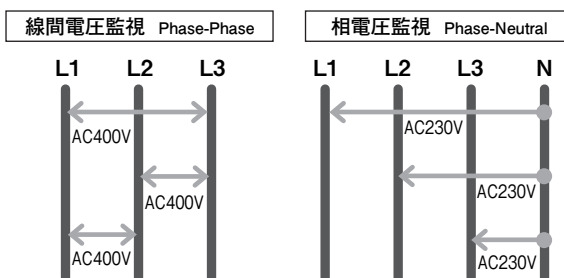 線間電圧監視 Phase-Phase
L1 L2 L3
AC400V
AC400V
AC400V
相電圧監視 Phase-Neutral
L1 L2 L3 N
AC230V
AC230V
AC230V